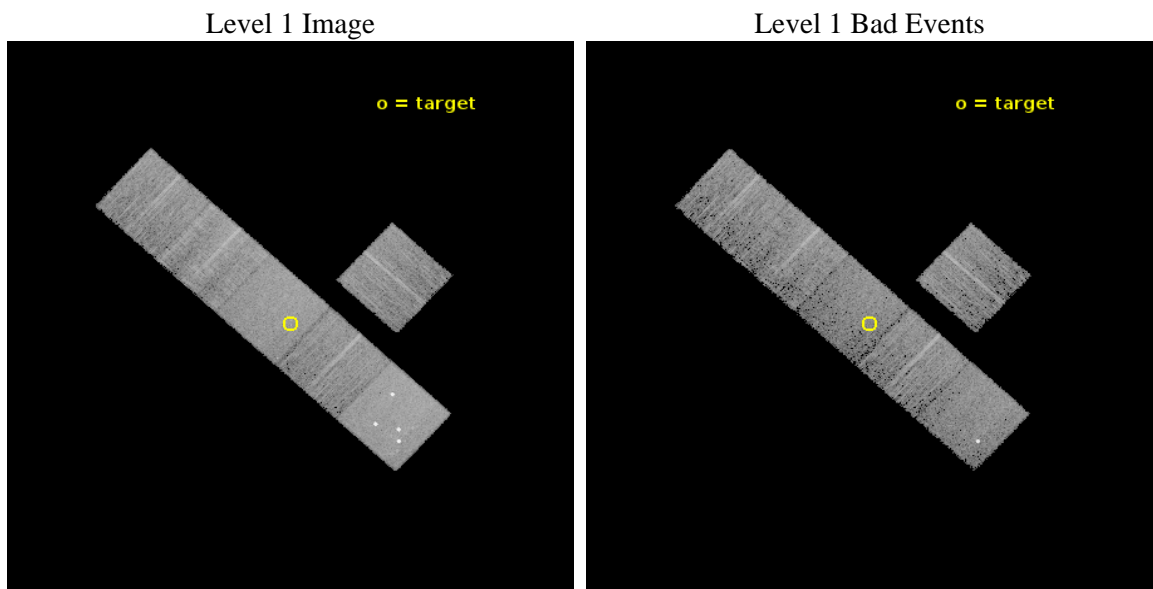 Level 1 Image
Level 1 Bad Events
o = target
o = target